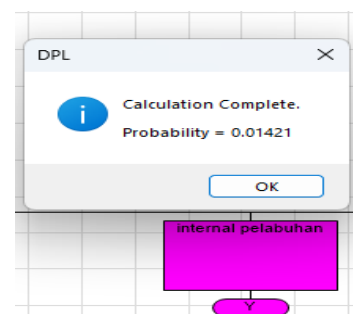 DPL
Calculation Complete.
Probability = 0.01421
OK
internal pelabuhan
Y